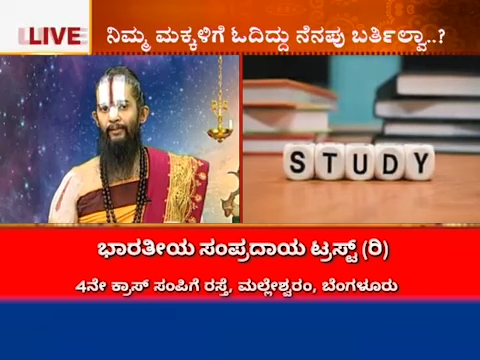 LIVE
ನಿಮ್ಮ ಮಕ್ಕಳಿಗೆ ಓದಿದ್ದು ನೆನಪು ಬರ್ತಿಲ್ವಾ..?
STUDY
ಭಾರತೀಯ ಸಂಪ್ರದಾಯ ಟ್ರಸ್ಟ್ (ರಿ)
4ನೇ ಕ್ರಾಸ್ ಸಂಪಿಗೆ ರಸ್ತೆ, ಮಲ್ಲೇಶ್ವರಂ, ಬೆಂಗಳೂರು